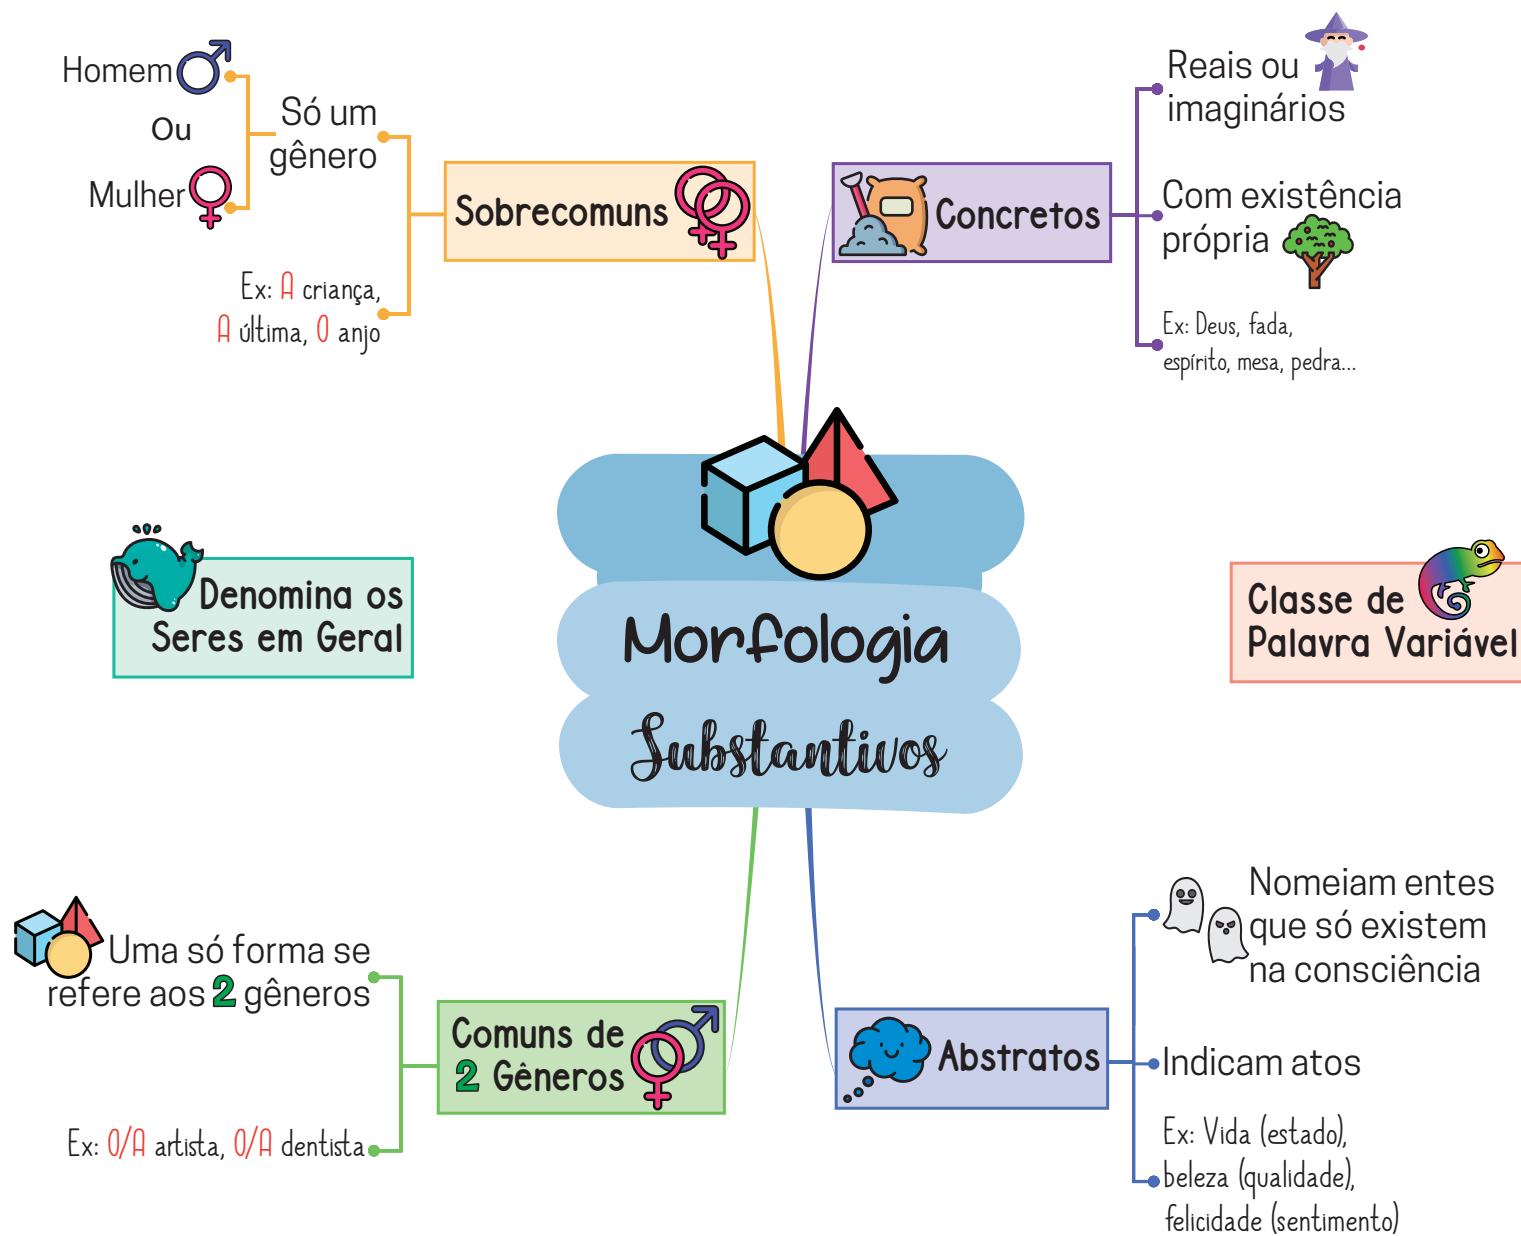 Homem
Ou
Mulher
Só um
gênero
Sobrecomuns
Ex: A criança,
A última, O anjo
Concretos
Reais ou
imaginários
Com existência
própria
Ex: Deus, fada,
espírito, mesa, pedra...
Denomina os
Seres em Geral
Morfologia
Substantivos
Classe de
Palavra Variável
Uma só forma se
refere aos 2 gêneros
Comuns de
2 Gêneros
Ex: O/A artista, O/A dentista
Abstratos
Nomeiam entes
que só existem
na consciência
Indicam atos
Ex: Vida (estado),
beleza (qualidade),
felicidade (sentimento)